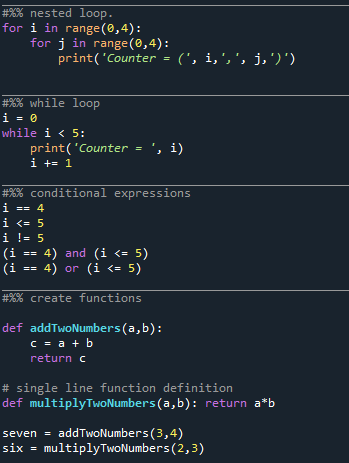 #%% nested loop.
for i in range(0,4):
    for j in range(0,4):
        print('Counter = (', i,',', j,')')
#%% while loop
i = 0
while i < 5:
    print('Counter = ', i)
    i += 1
#%% conditional expressions
i == 4
i <= 5
i != 5
(i == 4) and (i <= 5)
(i == 4) or (i <= 5)
#%% create functions
def addTwoNumbers(a,b):
    c = a + b
    return c
# single line function definition
def multiplyTwoNumbers(a,b): return a*b
seven = addTwoNumbers(3,4)
six = multiplyTwoNumbers(2,3)